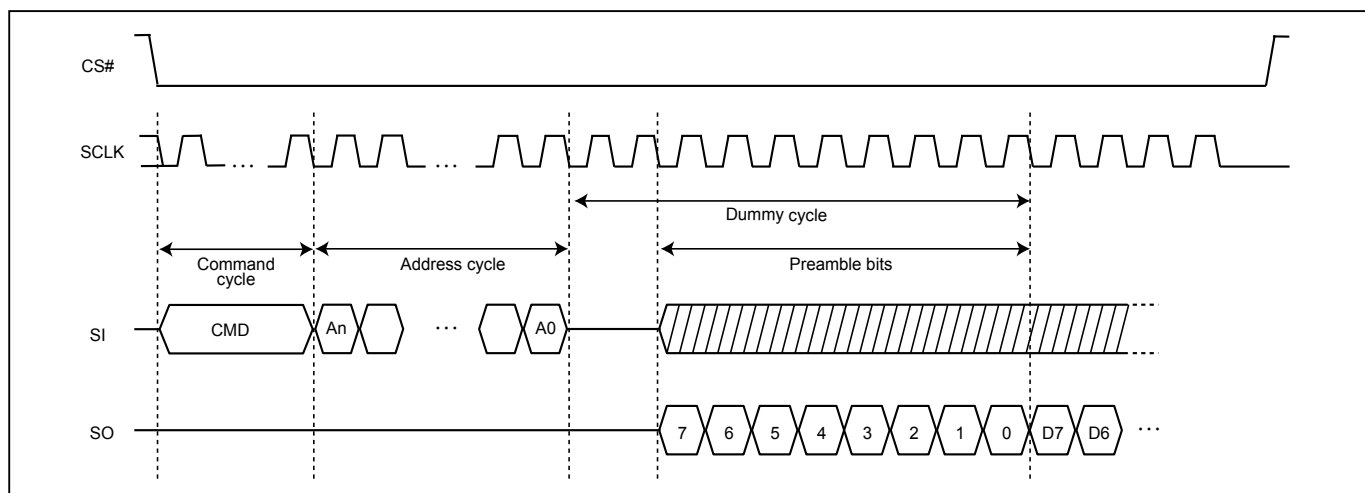 CS#
SCLK
...
...
Dummy cycle
Command cycle
Address cycle
Preamble bits
SI
CMD
An
...
A0
SO
7 6 5 4 3 2 1 0 D7 D6 ...